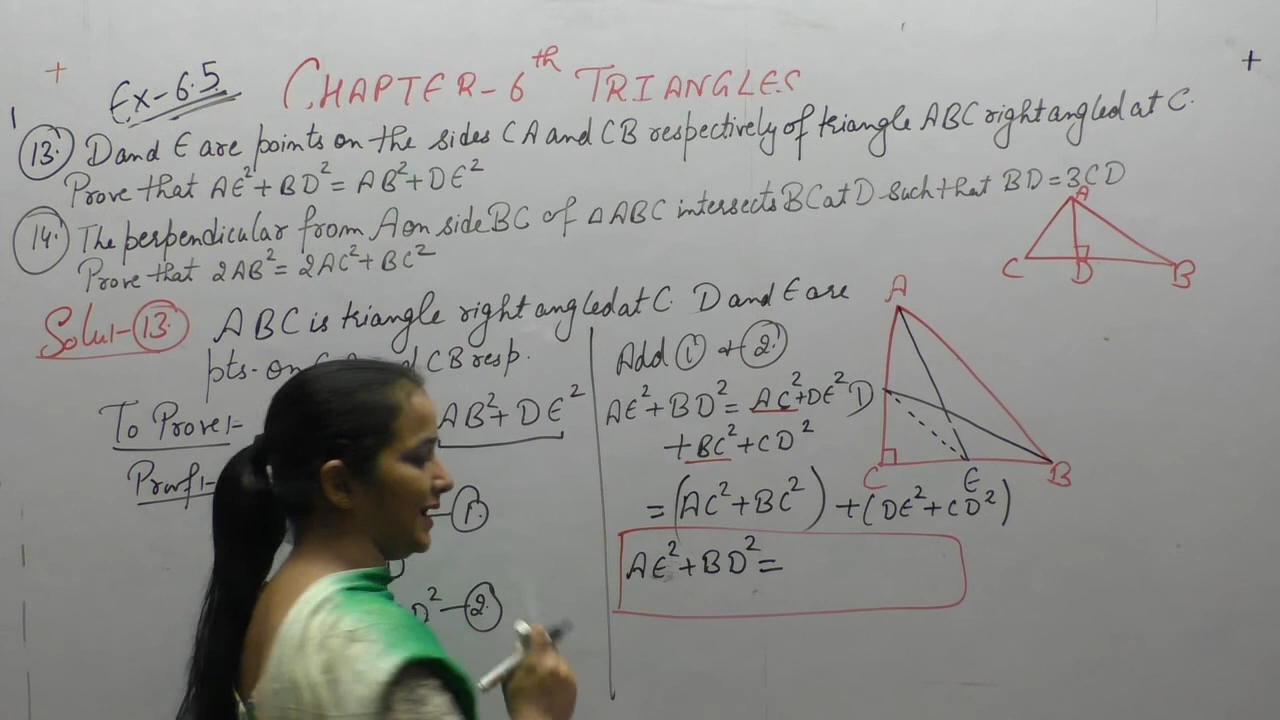 Ex-6.5 CHAPTER-6th TRIANGLES
13. D and E are points on the sides CA and CB respectively of triangle ABC right angled at C.
Prove that AE²+BD²=AB²+DE²
14. The perpendicular from A on side BC of △ABC intersects BC at D such that BD=3CD
Prove that 2AB²=2AC²+BC²
A
C D B
Solu:- 13. ABC is triangle right angled at C. D and E are
pts. on CB resp.
To Prove:- AB²+DE²
Proof:-
1.
D²-2.
Add 1 & 2.
AE²+BD²=AC²+DE²
+BC²+CD²
=(AC²+BC²)+(DE²+CD²)
AE²+BD²=
A
D
C E B